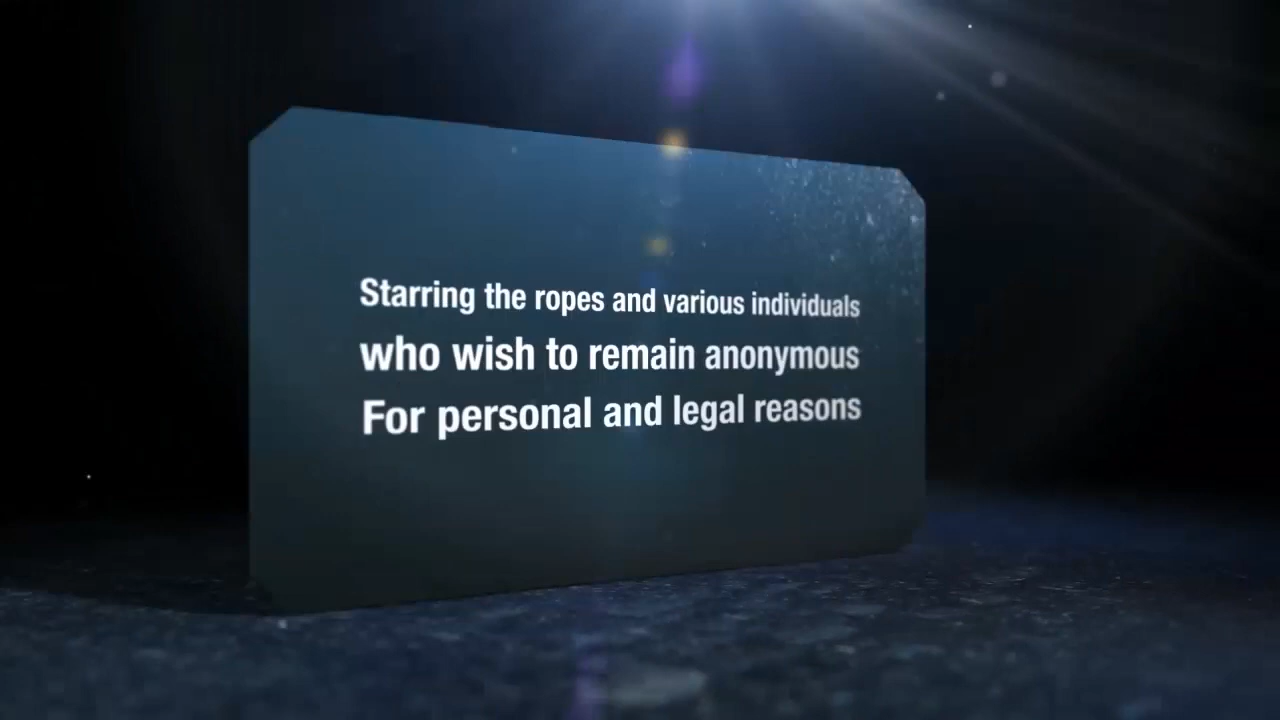 Starring the ropes and various individuals
who wish to remain anonymous
For personal and legal reasons